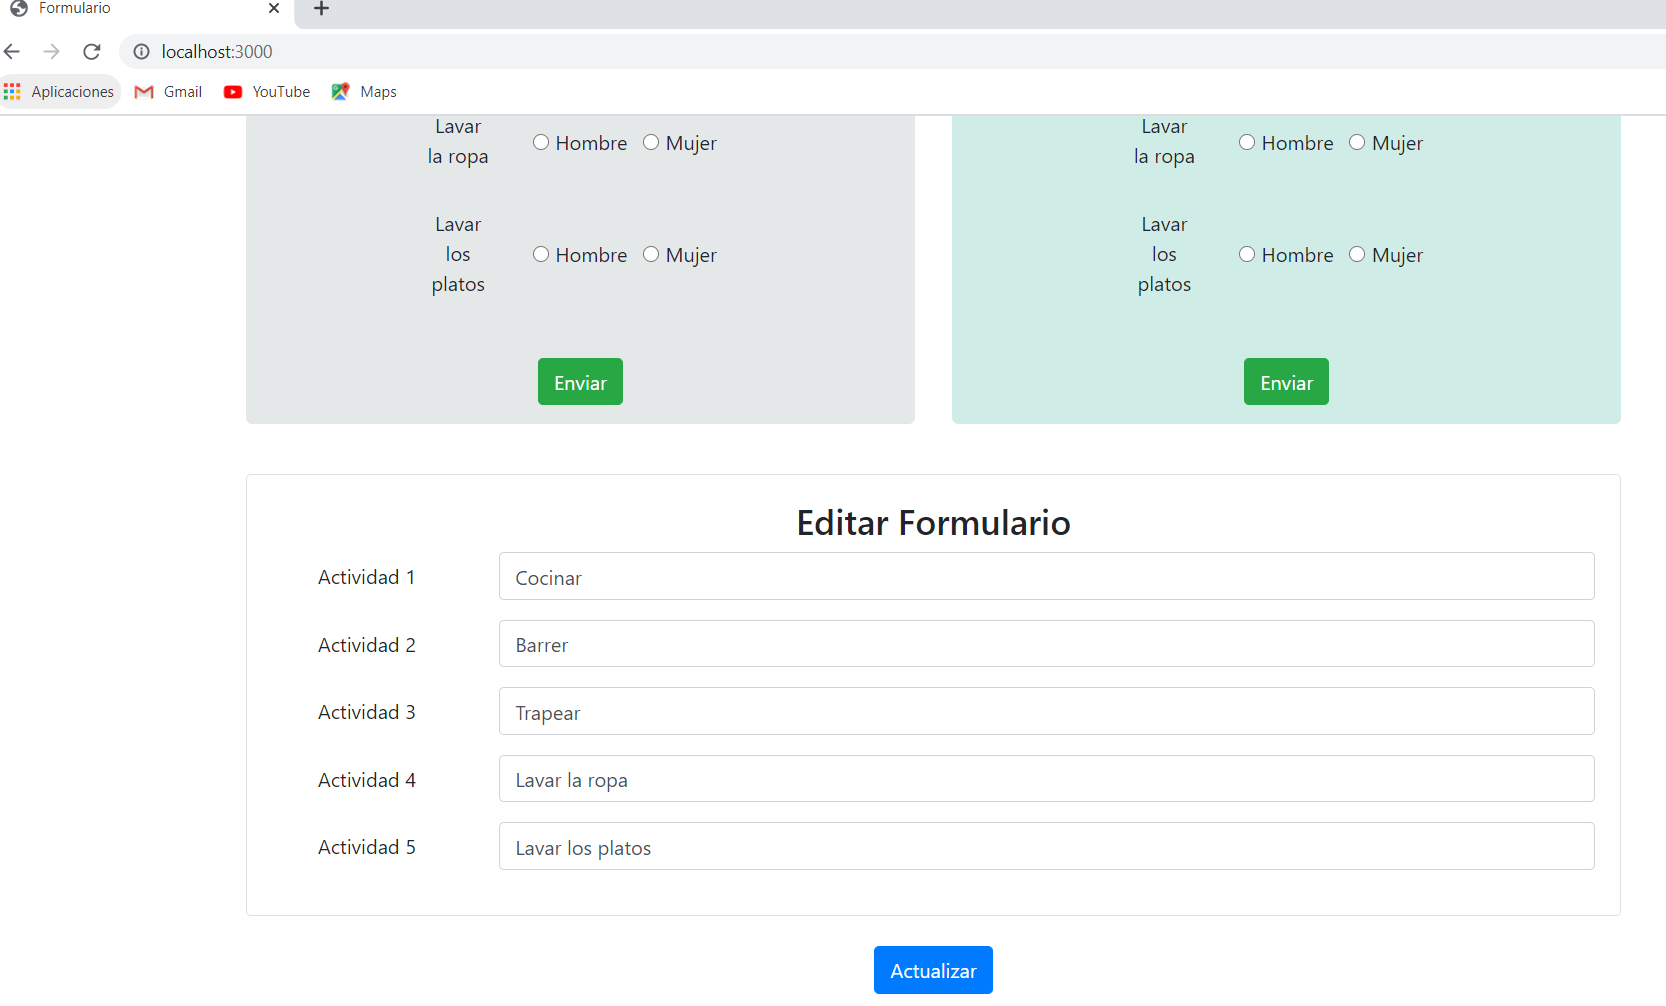 Formulario
localhost:3000
Aplicaciones Gmail YouTube Maps
Lavar
la ropa
Hombre Mujer
Lavar
los
platos
Hombre Mujer
Enviar
Lavar
la ropa
Hombre Mujer
Lavar
los
platos
Hombre Mujer
Enviar
Editar Formulario
Actividad 1 Cocinar
Actividad 2 Barrer
Actividad 3 Trapear
Actividad 4 Lavar la ropa
Actividad 5 Lavar los platos
Actualizar